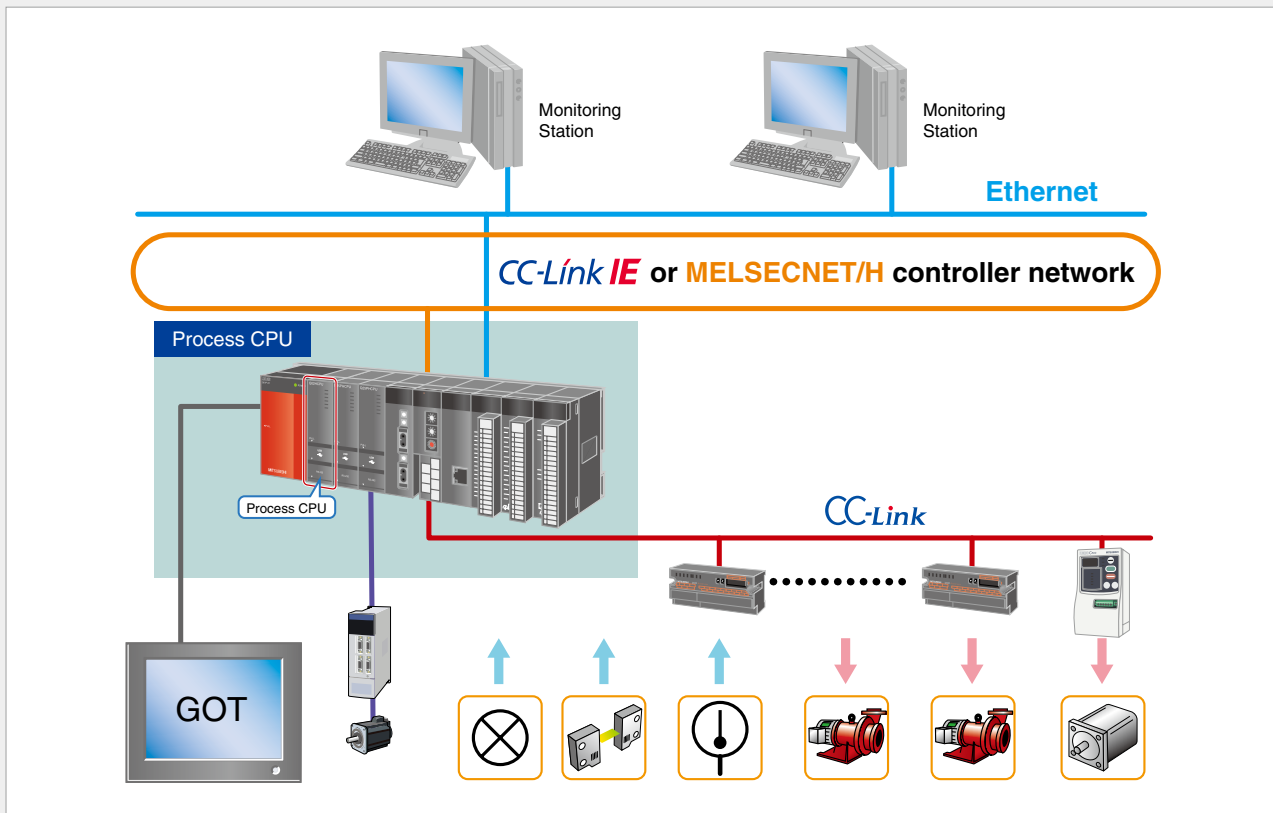 Monitoring
Station
Monitoring
Station
Ethernet
CC-Link IE or MELSECNET/H controller network
Process CPU
MITSUBISHI
Process CPU
CC-Link
GOT